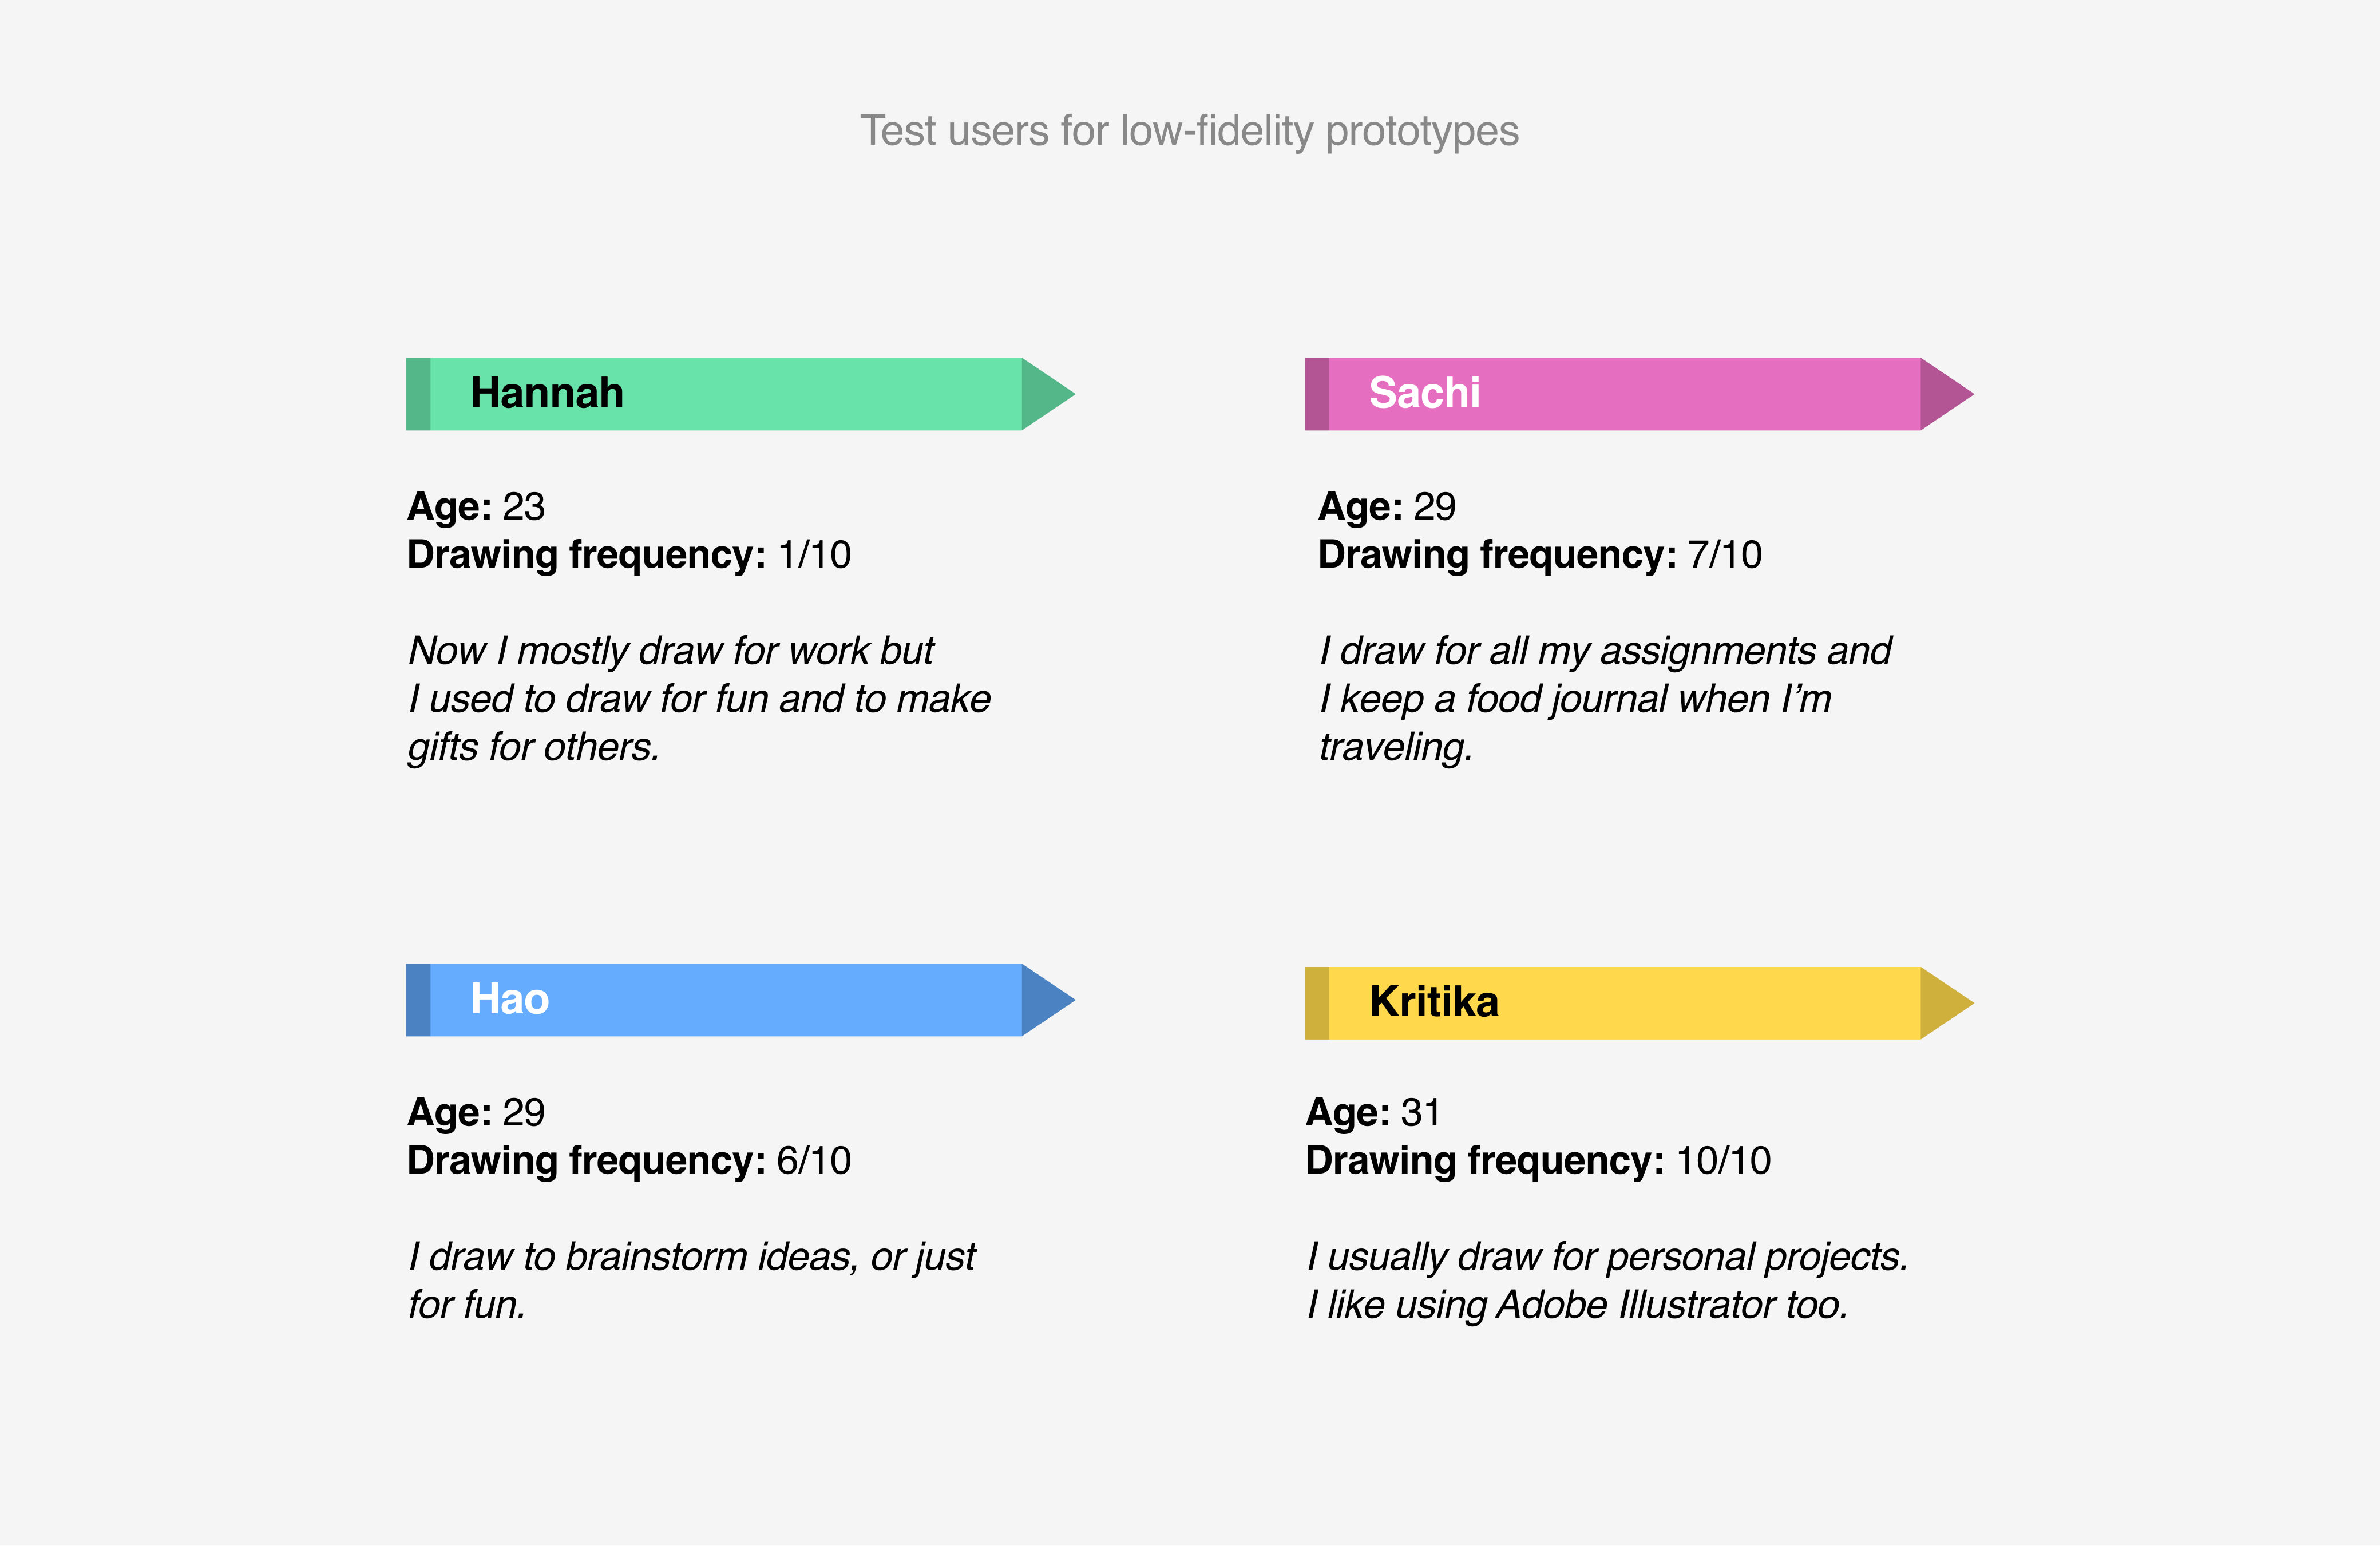 Test users for low-fidelity prototypes
Hannah
Age: 23
Drawing frequency: 1/10
Now I mostly draw for work but
I used to draw for fun and to make
gifts for others.
Sachi
Age: 29
Drawing frequency: 7/10
I draw for all my assignments and
I keep a food journal when I’m
traveling.
Hao
Age: 29
Drawing frequency: 6/10
I draw to brainstorm ideas, or just
for fun.
Kritika
Age: 31
Drawing frequency: 10/10
I usually draw for personal projects.
I like using Adobe Illustrator too.